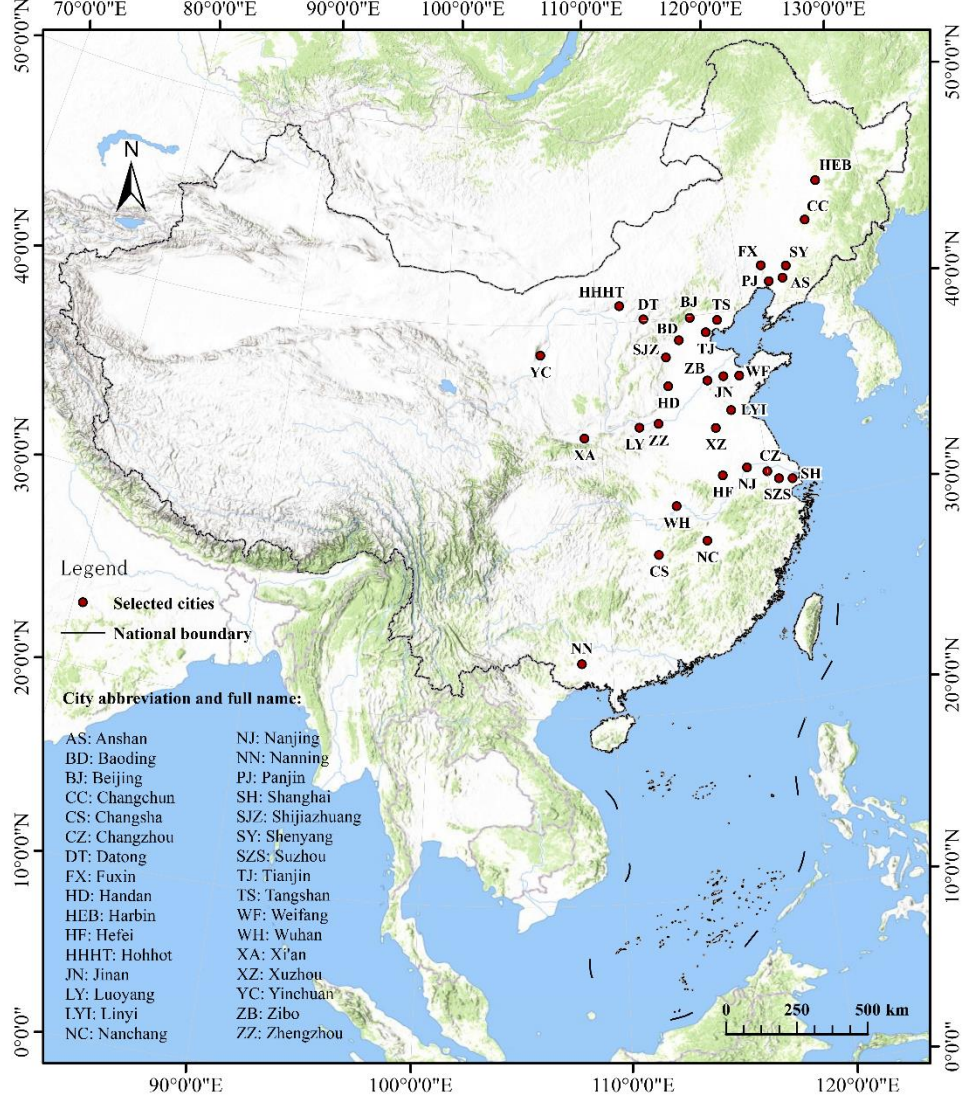 70°0'0"E 80°0'0"E 90°0'0"E 100°0'0"E 110°0'0"E 120°0'0"E 130°0'0"E
50°0'0"N
50°0'0"N
N
HEB
CC
40°0'0"N
40°0'0"N
FX
SY
PJ
AS
HHHT
DT
BJ
TS
BD
TJ
SJZ
YC
ZB
WF
HD
JN
LYI
LY
ZZ
XZ
XA
30°0'0"N
30°0'0"N
CZ
SH
NJ
HF
SZS
WH
NC
CS
Legend
Selected cities
National boundary
NN
20°0'0"N
20°0'0"N
City abbreviation and full name:
AS: Anshan
BD: Baoding
BJ: Beijing
CC: Changchun
CS: Changsha
CZ: Changzhou
DT: Datong
FX: Fuxin
HD: Handan
HEB: Harbin
HF: Hefei
HHHT: Hohhot
JN: Jinan
LY: Luoyang
LYI: Linyi
NC: Nanchang
NJ: Nanjing
NN: Nanning
PJ: Panjin
SH: Shanghai
SJZ: Shijiazhuang
SY: Shenyang
SZS: Suzhou
TJ: Tianjin
TS: Tangshan
WF: Weifang
WH: Wuhan
XA: Xi'an
XZ: Xuzhou
YC: Yinchuan
ZB: Zibo
ZZ: Zhengzhou
10°0'0"N
10°0'0"N
0 250 500 km
0°0'0"
0°0'0"
90°0'0"E 100°0'0"E 110°0'0"E 120°0'0"E